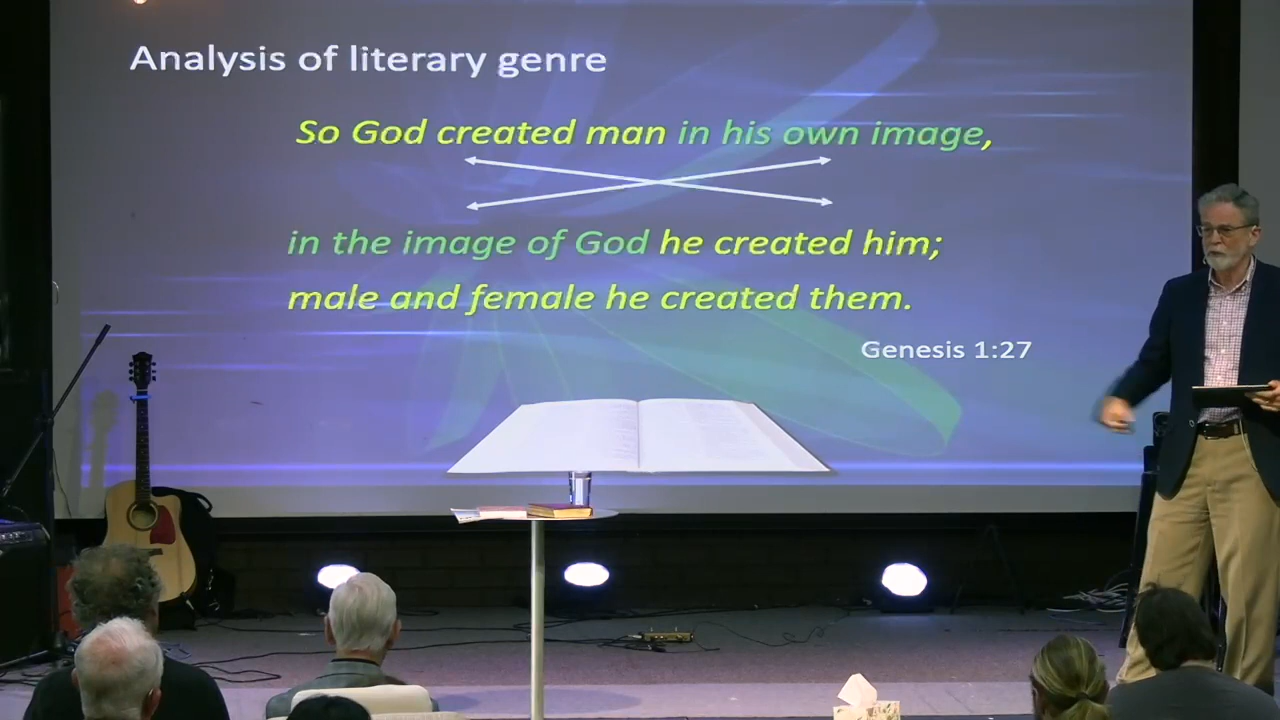 Analysis of literary genre
So God created man in his own image,
in the image of God he created him;
male and female he created them.
Genesis 1:27